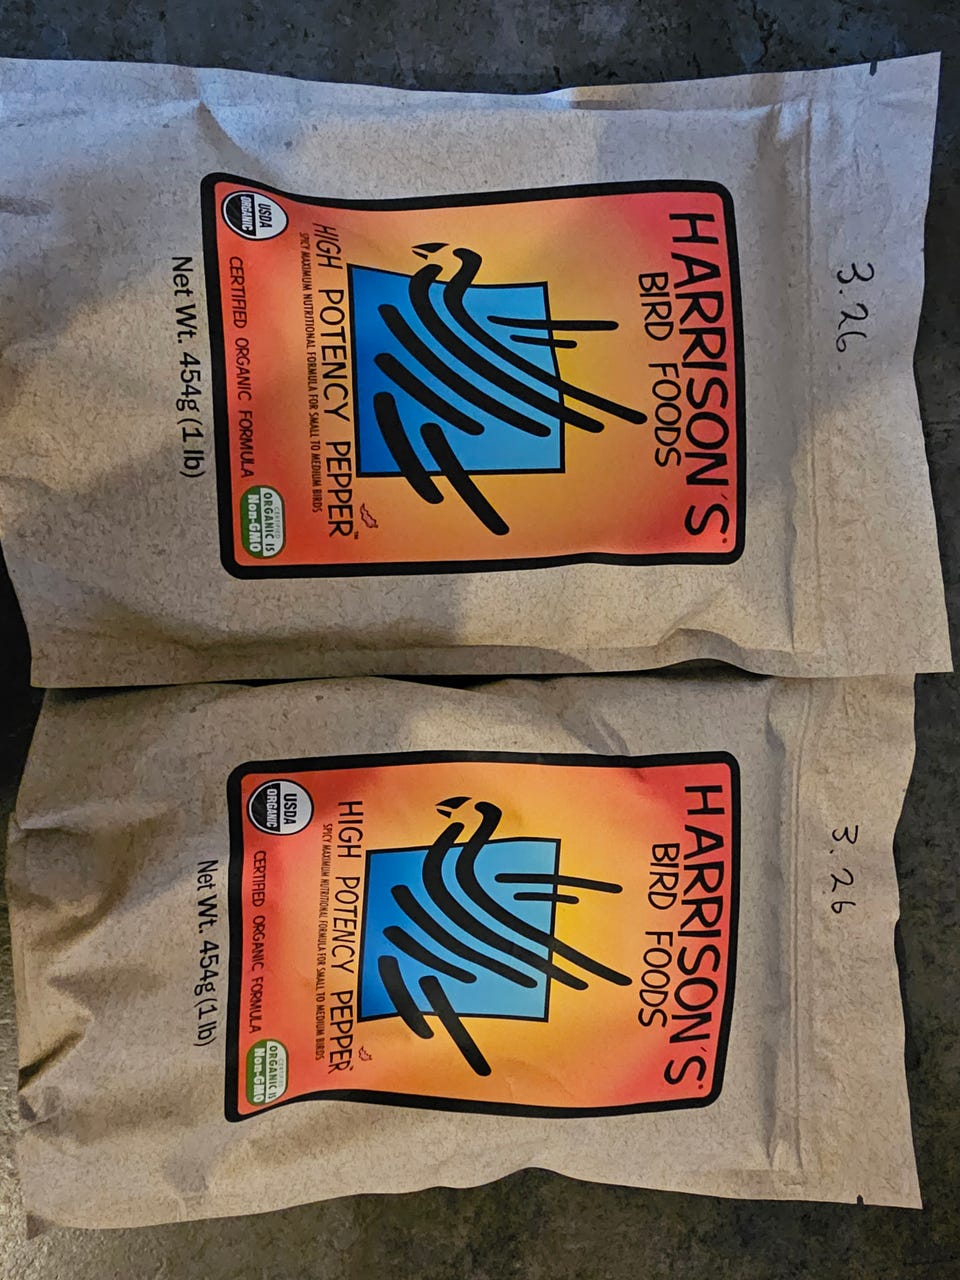 3.26
HARRISON'S®
BIRD FOODS
HIGH POTENCY PEPPER™
SPICY MAXIMUM NUTRITIONAL FORMULA FOR SMALL TO MEDIUM BIRDS
USDA
ORGANIC
CERTIFIED ORGANIC FORMULA
CERTIFIED
ORGANIC IS
Non-GMO
Net Wt. 454g (1 lb)
3.26
HARRISON'S®
BIRD FOODS
HIGH POTENCY PEPPER™
SPICY MAXIMUM NUTRITIONAL FORMULA FOR SMALL TO MEDIUM BIRDS
USDA
ORGANIC
CERTIFIED ORGANIC FORMULA
CERTIFIED
ORGANIC IS
Non-GMO
Net Wt. 454g (1 lb)